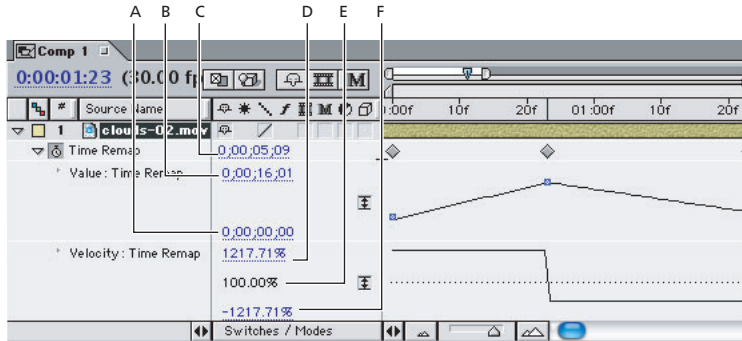 A B C D E F
Comp 1
0:00:01:23 (30.00 fp M
# Source Name M :00f 10f 20f 01:00f 10f 20f
1 clouds-02.mov
Time Remap 0;00;05;09
Value: Time Remap 0;00;16;01
0;00;00;00
Velocity: Time Remap 1217.71%
100.00%
-1217.71%
Switches / Modes